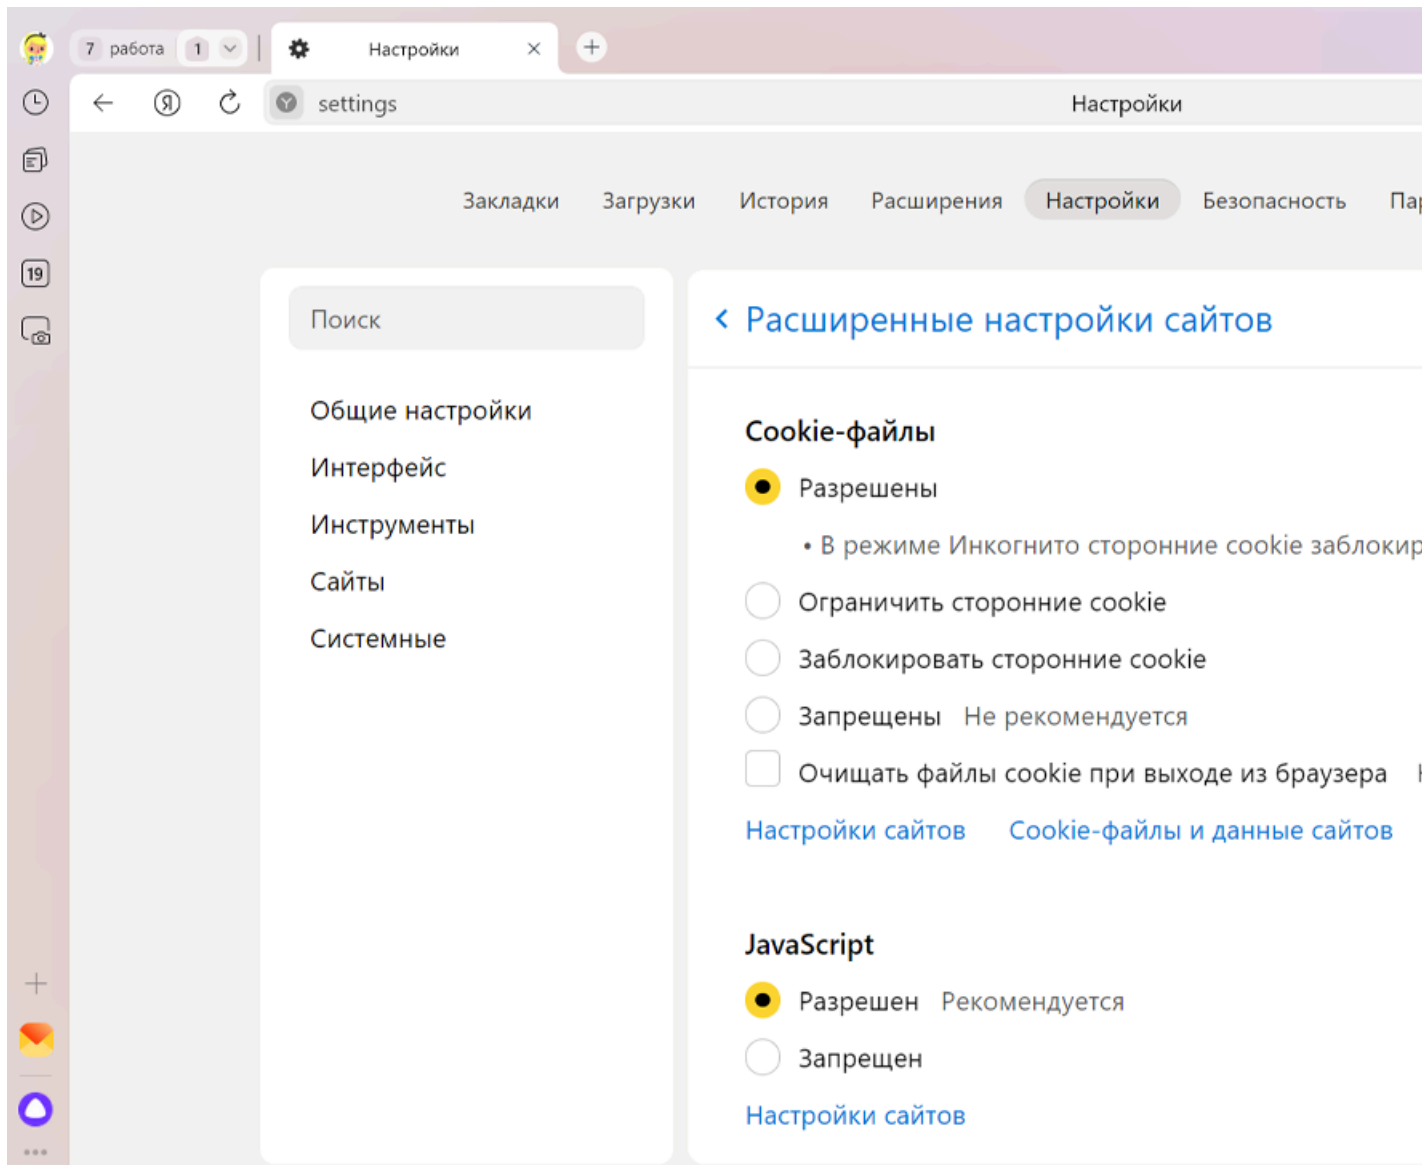 7 работа 1 Настройки
settings Настройки
19
Закладки Загрузки История Расширения Настройки Безопасность
Поиск
Общие настройки
Интерфейс
Инструменты
Сайты
Системные
Расширенные настройки сайтов
Cookie-файлы
Разрешены
• В режиме Инкогнито сторонние cookie
Ограничить сторонние cookie
Заблокировать сторонние cookie
Запрещены Не рекомендуется
Очищать файлы cookie при выходе из браузера
Настройки сайтов Cookie-файлы и данные сайтов
JavaScript
Разрешен Рекомендуется
Запрещен
Настройки сайтов